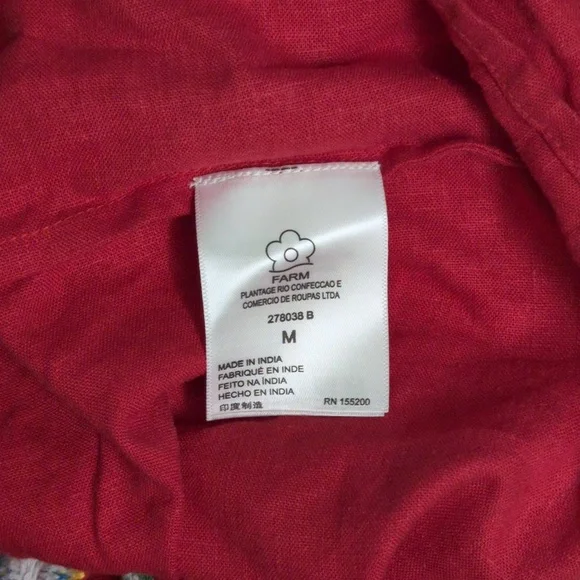 FARM
PLANTAGE RIO CONFECCAO E
COMERCIO DE ROUPAS LTDA
278038 B
M
MADE IN INDIA
FABRIQUÉ EN INDE
FEITO NA ÍNDIA
HECHO EN INDIA
印度制造
RN 155200